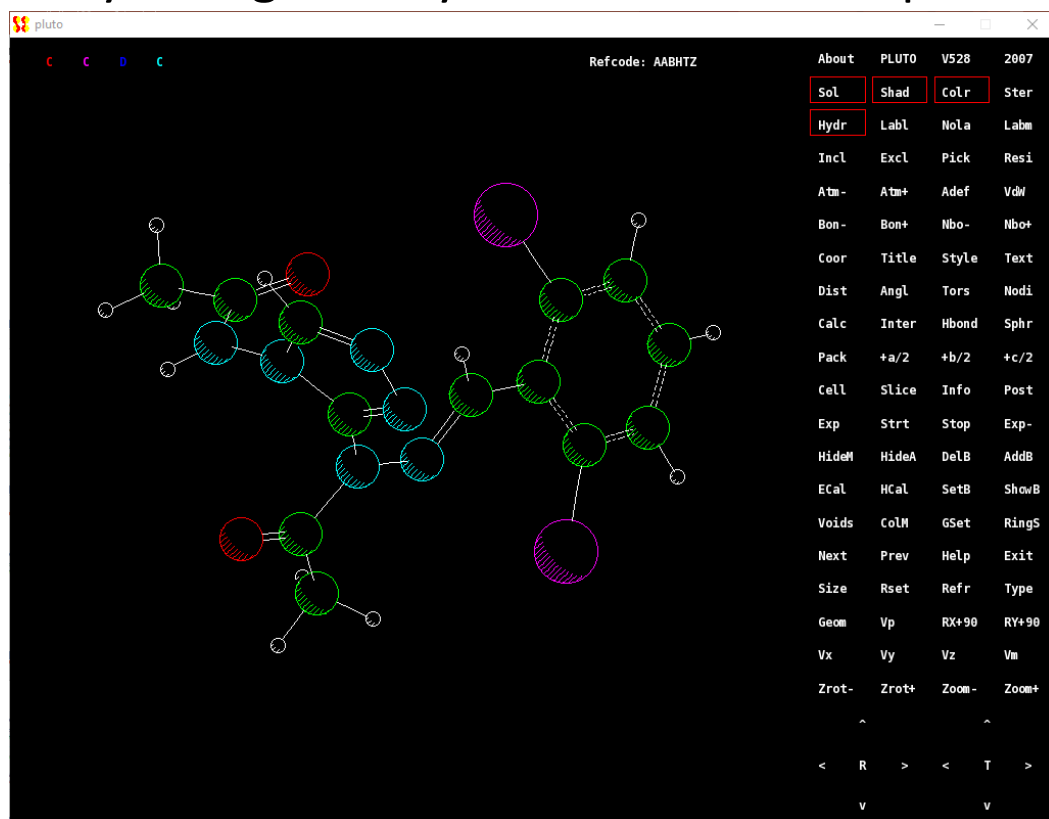 pluto
C C D C
Refcode: AABHTZ
About PLUTO V528 2007
Sol Shad Colr Ster
Hydr Labl Nola Labm
Incl Excl Pick Resi
Atm- Atm+ Adef VdW
Bon- Bon+ Nbo- Nbo+
Coor Title Style Text
Dist Angl Tors Nodi
Calc Inter Hbond Sphr
Pack +a/2 +b/2 +c/2
Cell Slice Info Post
Exp Strt Stop Exp-
HideM HideA DelB AddB
ECal HCal SetB ShowB
Voids ColM GSet RingS
Next Prev Help Exit
Size Rset Refr Type
Geom Vp RX+90 RY+90
Vx Vy Vz Vm
Zrot- Zrot+ Zoom- Zoom+
^ ^
< R > < T >
v v